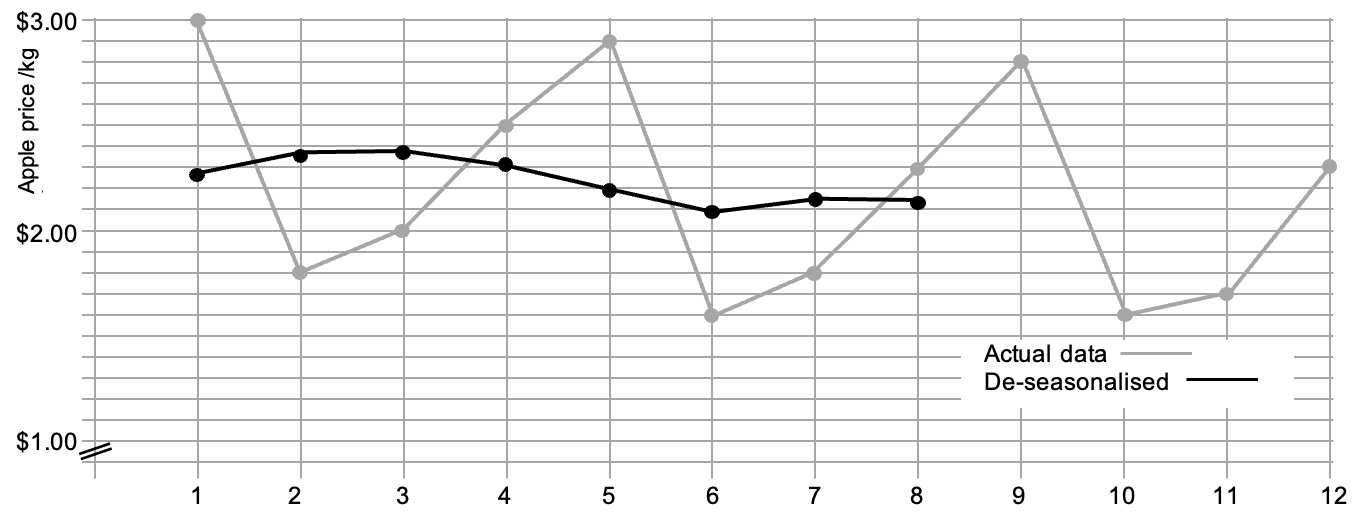 $3.00
Apple price /kg
$2.00
$1.00
Actual data
De-seasonalised
1 2 3 4 5 6 7 8 9 10 11 12